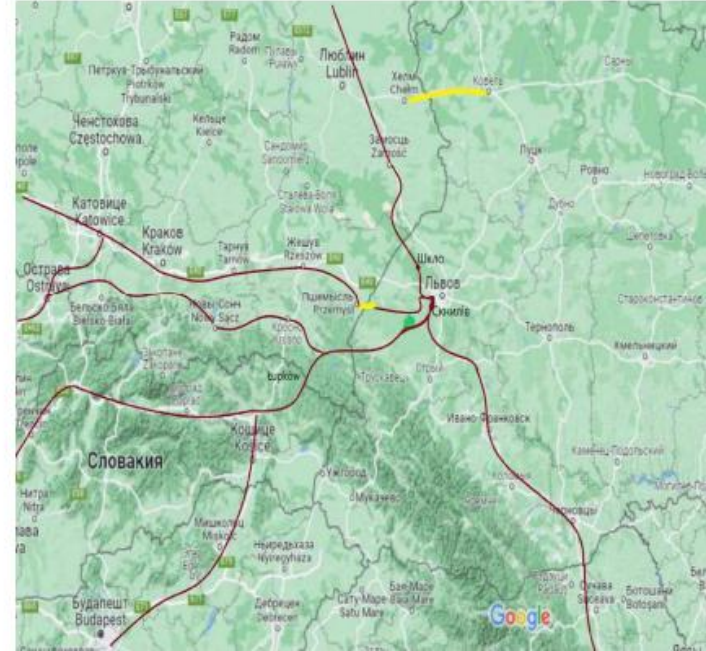 Радом
Radom
Пулавы
Puławy
Люблин
Lublin
Хелм
Chełm
Ковель
Сарны
Петркув-Трыбунальский
Piotrków
Trybunalski
Ченстохова
Częstochowa
Кельце
Kielce
Сандомир
Sandomierz
Замосць
Zamość
Луцк
Ровно
Дубно
Сталёва-Воля
Stalowa Wola
Шепетовка
Катовице
Katowice
Краков
Kraków
Тарнув
Tarnów
Жешув
Rzeszów
Шкло
Львов
Острава
Ostrava
Бельско-Бяла
Bielsko-Biała
Новы-Сонч
Nowy Sącz
Кросно
Krosno
Пшемысль
Przemyśl
Скнилів
Староконстантинов
Тернополь
Хмельницкий
Закопане
Zakopane
Łupków
Трускавец
Стрый
Ивано-Франковск
Каменец-Подольский
Словакия
Кошице
Košice
Ужгород
Мукачево
Коломыя
Черновцы
Нитра
Nitra
Мишкольц
Miskolc
Ньиредьхаза
Nyíregyháza
Будапешт
Budapest
Дебрецен
Debrecen
Сату-Маре
Satu Mare
Бая-Маре
Baia Mare
Сучава
Suceava
Ботошани
Botoșani
Google